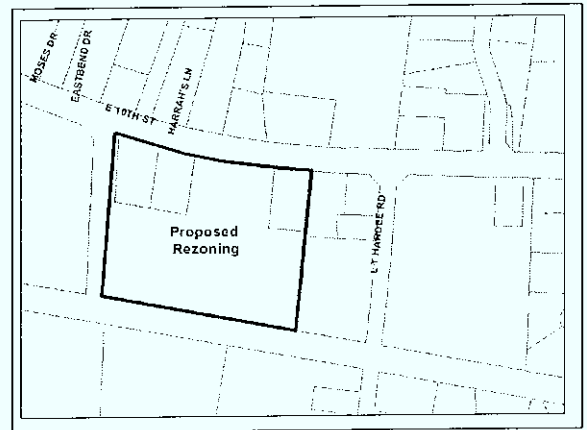 MOSES DR
EASTBEND DR
E 10TH ST
HARRAH'S LN
Proposed
Rezoning
L T HARDEE RD